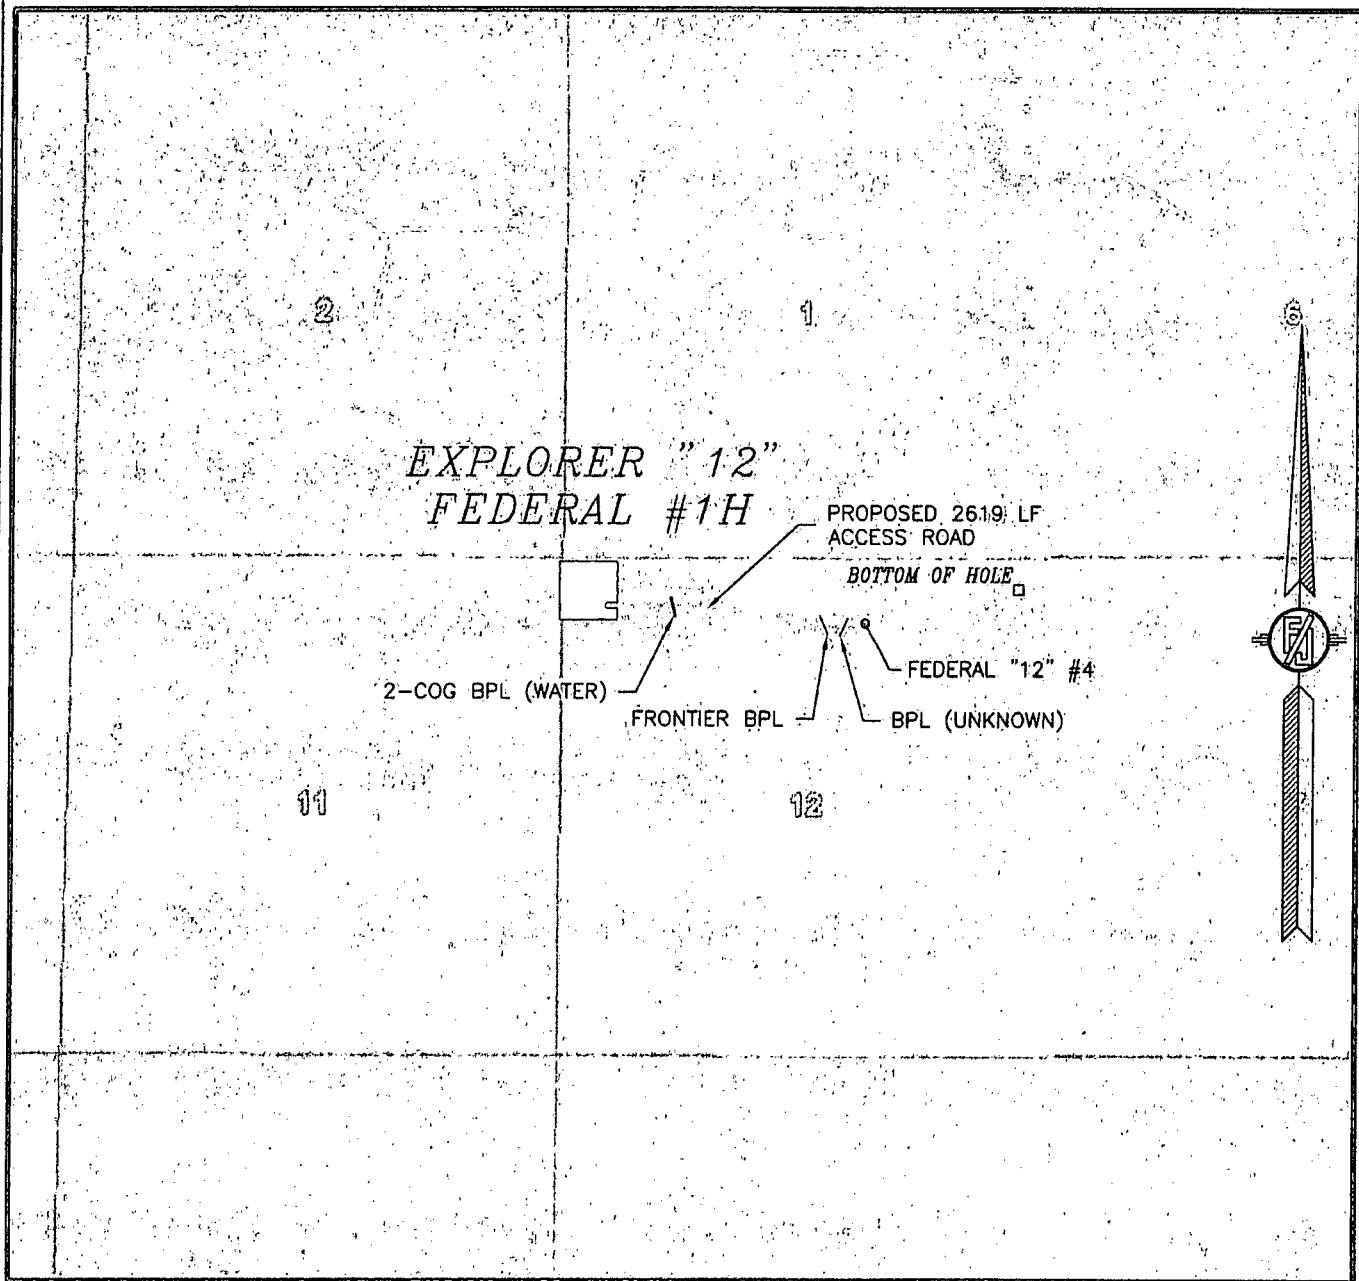 2
1
6
EXPLORER "12"
FEDERAL #1H
PROPOSED 2619 LF
ACCESS ROAD
BOTTOM OF HOLE
2-COG BPL (WATER)
FEDERAL "12" #4
FRONTIER BPL
BPL (UNKNOWN)
11
12